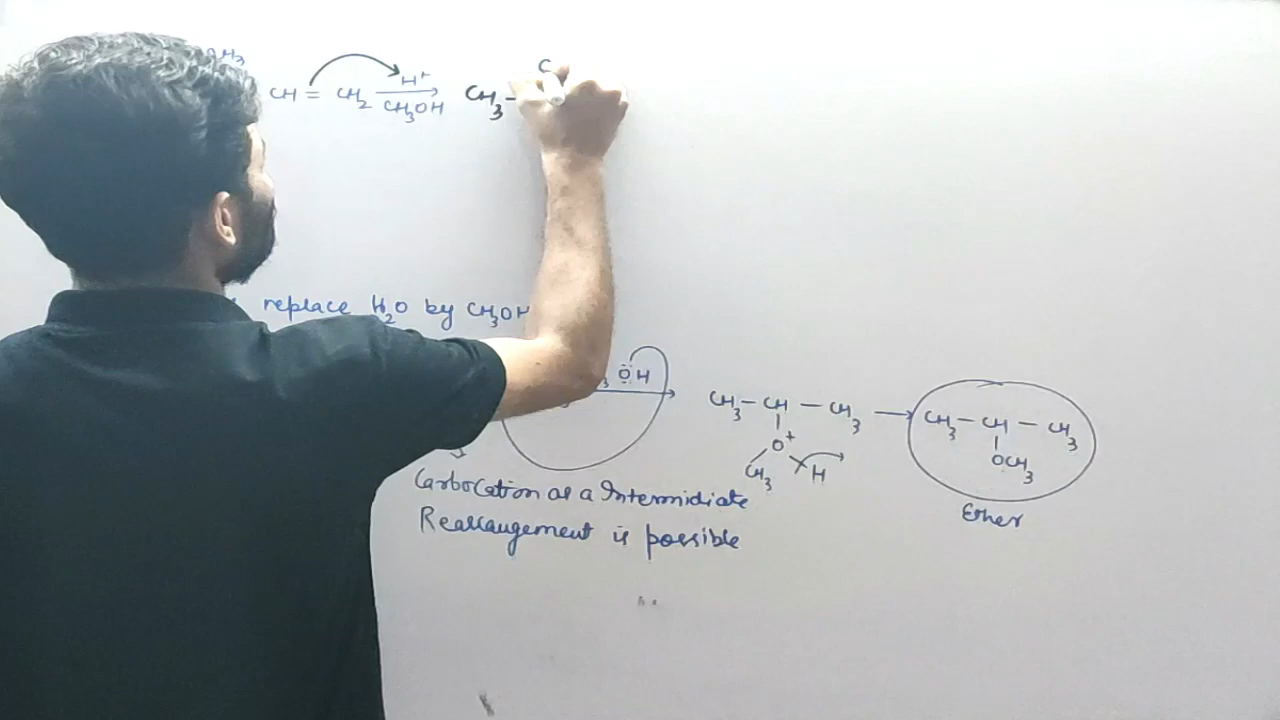 CH = CH₂ H⁺ CH₃OH CH₃ – C
replace H₂O by CH₃OH
ÖH CH₃ – CH – CH₃ → CH₃ – CH – CH₃
O⁺ OCH₃
CH₃ H
Carbocation as a Intermidiate
Ether
Rearrangement is possible